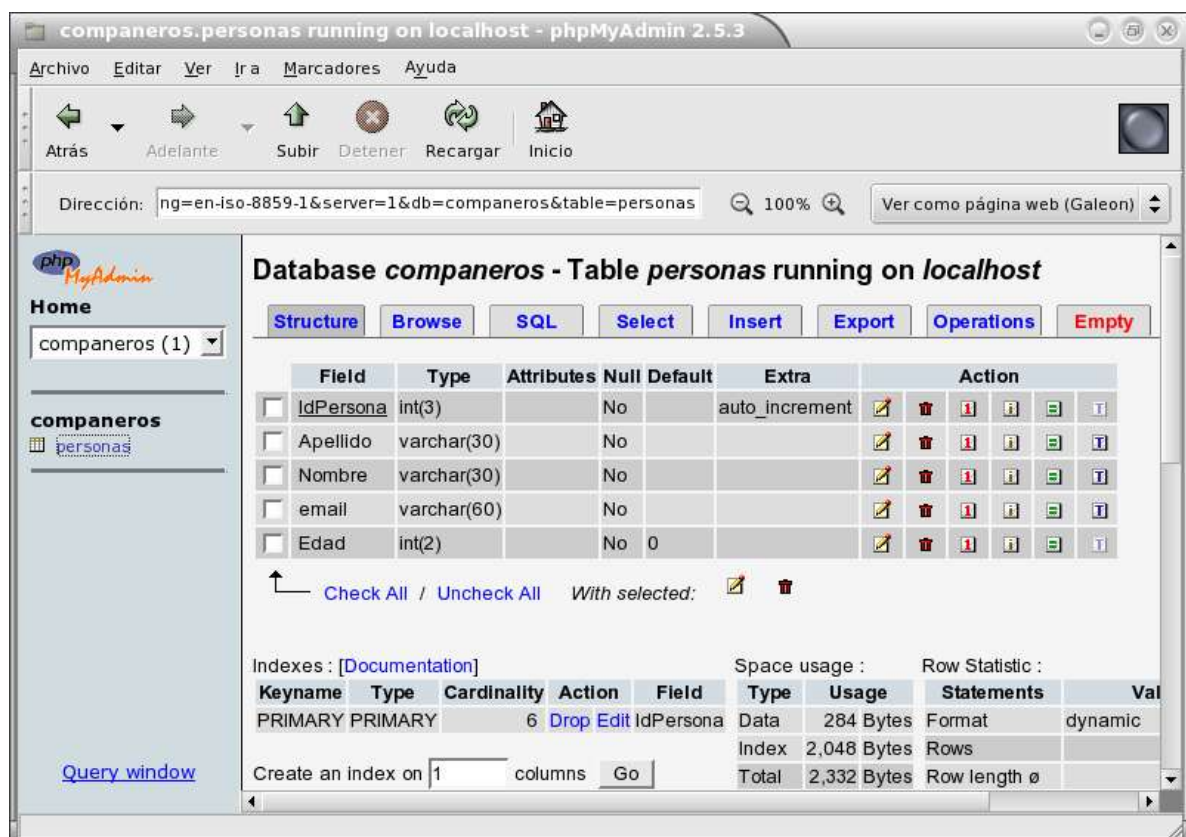 companeros.personas running on localhost - phpMyAdmin 2.5.3
Archivo Editar Ver Ir a Marcadores Ayuda
Atrás Adelante Subir Detener Recargar Inicio
Dirección: ng=en-iso-8859-1&server=1&db=companeros&table=personas 100% Ver como página web (Galeon)
php
MyAdmin
Home
companeros (1)
companeros
personas
Query window
Database companeros - Table personas running on localhost
Structure Browse SQL Select Insert Export Operations Empty
Field Type Attributes Null Default Extra Action
IdPersona int(3) No auto_increment
Apellido varchar(30) No
Nombre varchar(30) No
email varchar(60) No
Edad int(2) No 0
Check All / Uncheck All With selected:
Indexes : [Documentation]
Keyname Type Cardinality Action Field
PRIMARY PRIMARY 6 Drop Edit IdPersona
Create an index on 1 columns Go
Space usage :
Type Usage
Data 284 Bytes
Index 2,048 Bytes
Total 2,332 Bytes
Row Statistic :
Statements Val
Format dynamic
Rows
Row length ø